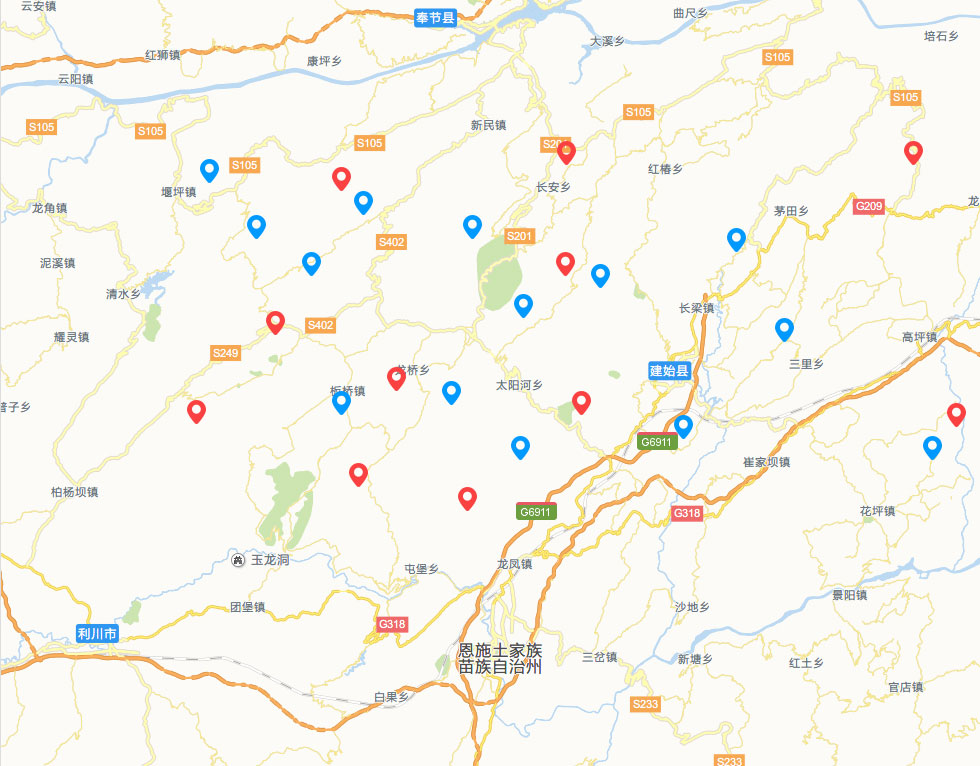 云安镇
奉节县
曲尺乡
培石乡
大溪乡
红狮镇
康坪乡
S105
云阳镇
S105
S105
S105
S105
新民镇
S105
S105
红椿乡
长安乡
堰坪镇
龙角镇
茅田乡
G209
S201
S402
泥溪镇
清水乡
长梁镇
S402
耀灵镇
高坪镇
S249
三里乡
龙桥乡
建始县
太阳河乡
板桥镇
G6911
崔家坝镇
柏杨坝镇
G6911
G318
花坪镇
玉龙洞
龙凤镇
屯堡乡
景阳镇
团堡镇
沙地乡
G318
利川市
恩施土家族
苗族自治州
三岔镇
新塘乡
红土乡
官店镇
白果乡
S233
S233